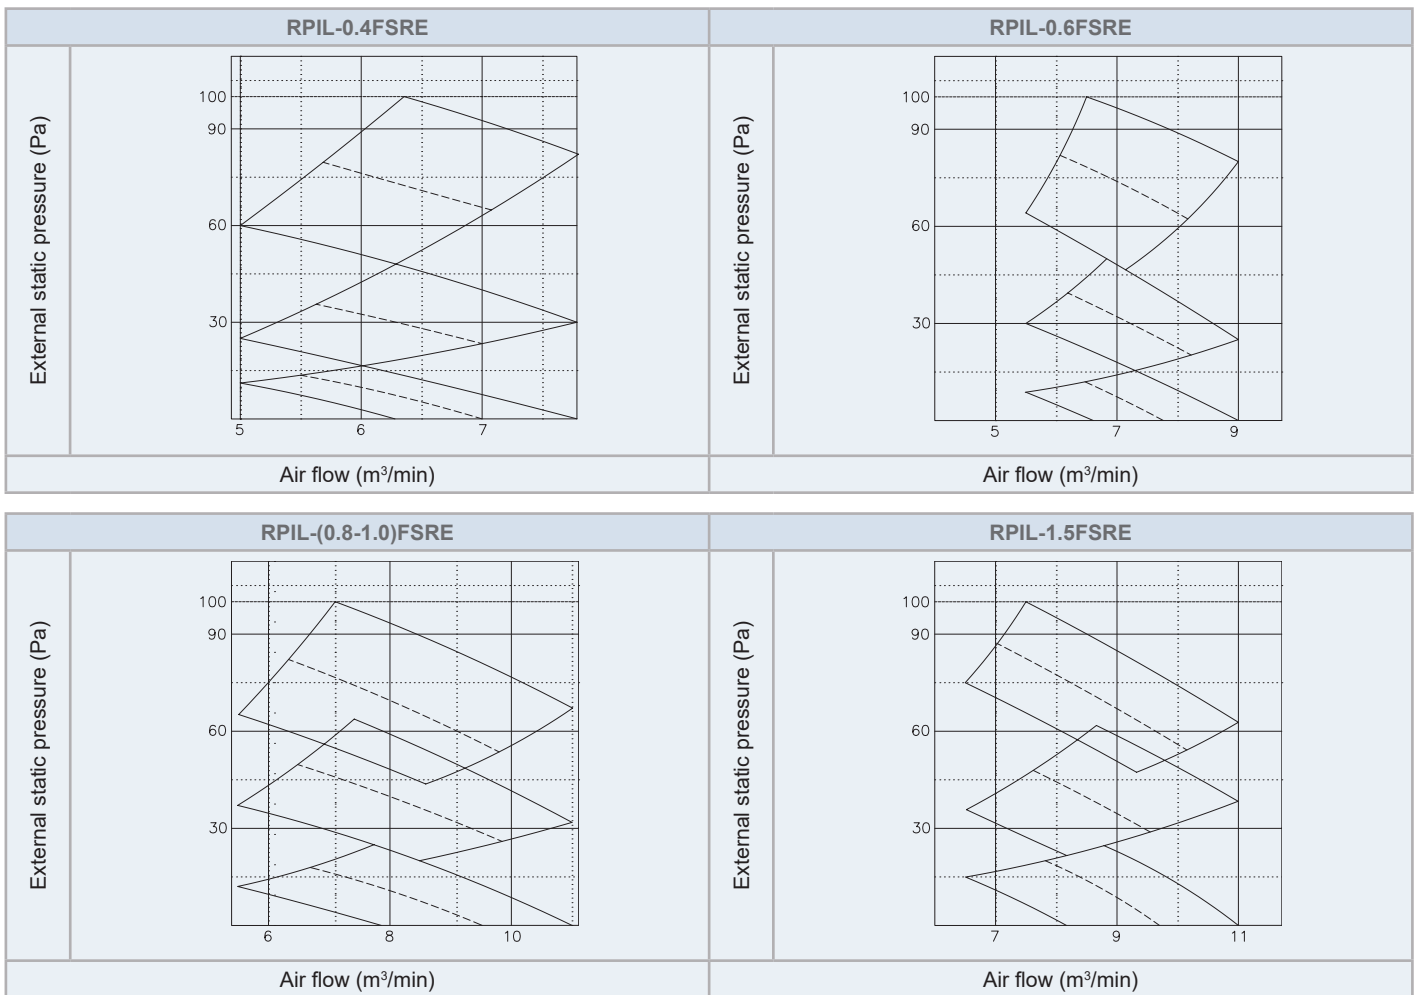 RPIL-0.4FSRE
RPIL-0.6FSRE
External static pressure (Pa)
100
90
60
30
5
6
7
External static pressure (Pa)
100
90
60
30
5
7
9
Air flow (m³/min)
Air flow (m³/min)
RPIL-(0.8-1.0)FSRE
RPIL-1.5FSRE
External static pressure (Pa)
100
90
60
30
6
8
10
External static pressure (Pa)
100
90
60
30
7
9
11
Air flow (m³/min)
Air flow (m³/min)